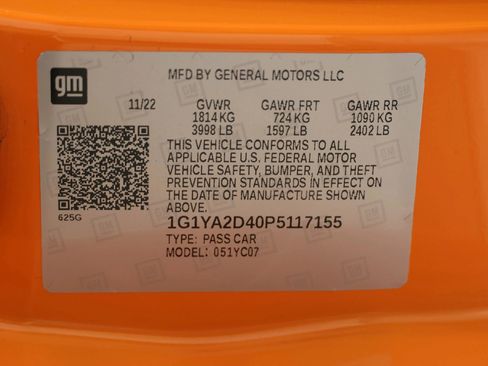 gm
MFD BY GENERAL MOTORS LLC
11/22 GVWR GAWR FRT GAWR RR
1814 KG 724 KG 1090 KG
3998 LB 1597 LB 2402 LB
THIS VEHICLE CONFORMS TO ALL
APPLICABLE U.S. FEDERAL MOTOR
VEHICLE SAFETY, BUMPER, AND THEFT
PREVENTION STANDARDS IN EFFECT ON
THE DATE OF MANUFACTURE SHOWN
ABOVE.
625G
1G1YA2D40P5117155
TYPE: PASS CAR
MODEL: 051YC07